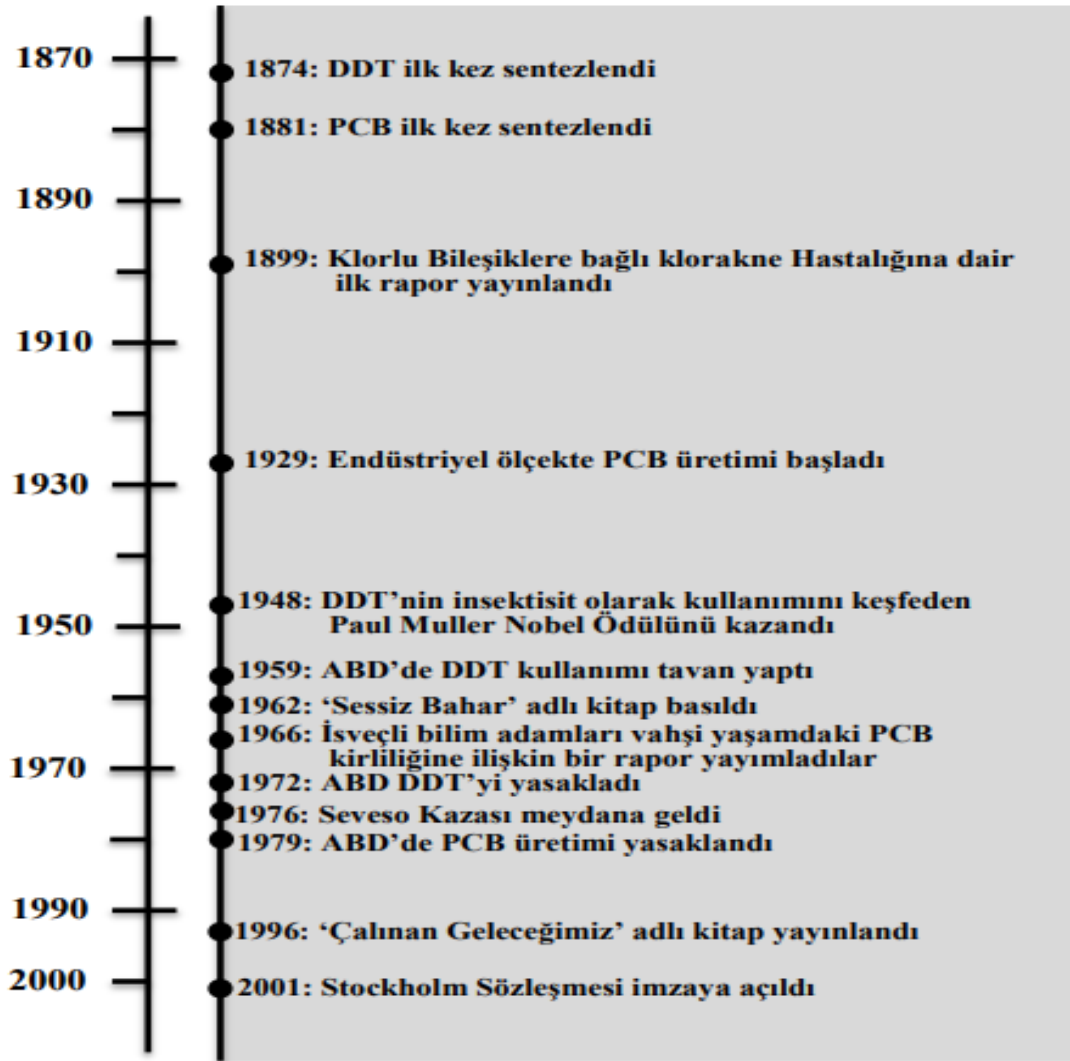 1870
1874: DDT ilk kez sentezlendi
1881: PCB ilk kez sentezlendi
1890
1899: Klorlu Bileşiklere bağlı klorakne Hastalığına dair
ilk rapor yayınlandı
1910
1929: Endüstriyel ölçekte PCB üretimi başladı
1930
1948: DDT’nin insektisit olarak kullanımını keşfeden
Paul Muller Nobel Ödülünü kazandı
1950
1959: ABD’de DDT kullanımı tavan yaptı
1962: ‘Sessiz Bahar’ adlı kitap basıldı
1966: İsveçli bilim adamları vahşi yaşamdaki PCB
kirliliğine ilişkin bir rapor yayımladılar
1970
1972: ABD DDT’yi yasakladı
1976: Seveso Kazası meydana geldi
1979: ABD’de PCB üretimi yasaklandı
1990
1996: ‘Çalınan Geleceğimiz’ adlı kitap yayınlandı
2000
2001: Stockholm Sözleşmesi imzaya açıldı